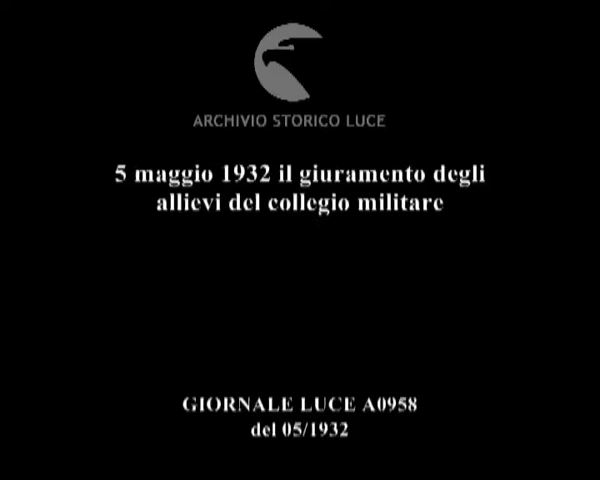 ARCHIVIO STORICO LUCE
5 maggio 1932 il giuramento degli
allievi del collegio militare
GIORNALE LUCE A0958
del 05/1932